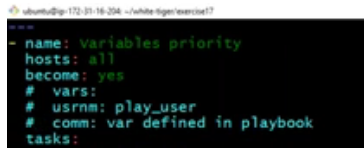 ubuntu@ip-172-31-16-204: ~/white-tiger/exercise17
---
- name: Variables priority
hosts: all
become: yes
# vars:
# usrnm: play_user
# comm: var defined in playbook
tasks: